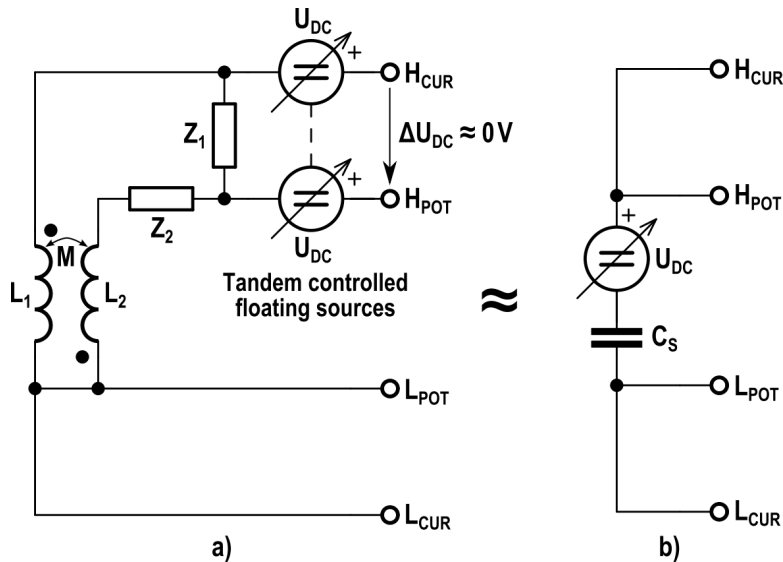 U_DC
+
H_CUR
Z_1
ΔU_DC ≈ 0 V
+
H_POT
Z_2
U_DC
M
L_1
L_2
Tandem controlled
floating sources
L_POT
L_CUR
a)
≈
H_CUR
H_POT
+
U_DC
C_S
L_POT
L_CUR
b)